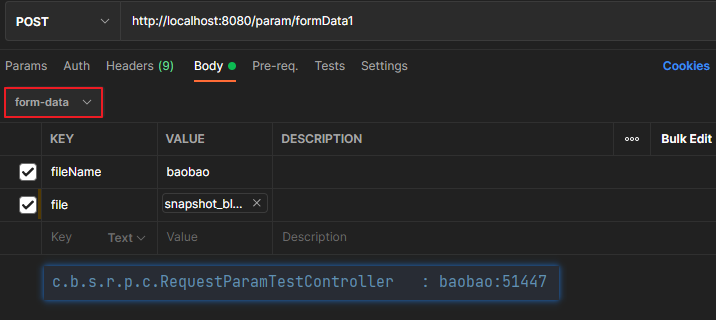 POST http://localhost:8080/param/formData1
Params Auth Headers (9) Body Pre-req. Tests Settings Cookies
form-data
KEY VALUE DESCRIPTION ooo Bulk Edit
fileName baobao
file snapshot_bl...
Key Text Value Description
c.b.s.r.p.c.RequestParamTestController : baobao:51447